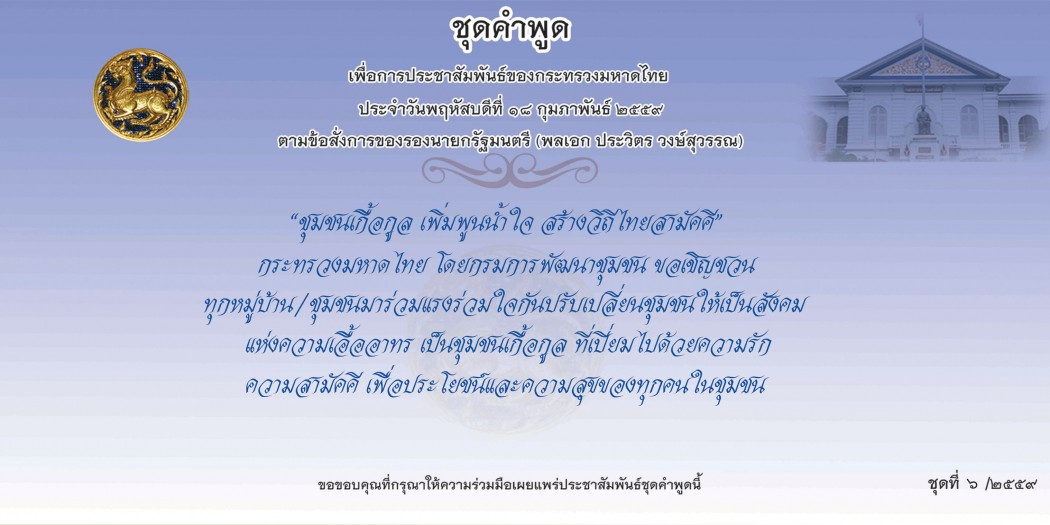 ชุดคำพูด
เพื่อการประชาสัมพันธ์ของกระทรวงมหาดไทย
ประจำวันพฤหัสบดีที่ ๑๘ กุมภาพันธ์ ๒๕๕๙
ตามข้อสั่งการของรองนายกรัฐมนตรี (พลเอก ประวิตร วงษ์สุวรรณ)
“ชุมชนเกื้อกูล เพิ่มพูนน้ำใจ สร้างวิถีไทยสามัคคี”
กระทรวงมหาดไทย โดยกรมการพัฒนาชุมชน ขอเชิญชวน
ทุกหมู่บ้าน/ชุมชนมาร่วมแรงร่วมใจกันปรับเปลี่ยนชุมชนให้เป็นสังคม
แห่งความเอื้ออาทร เป็นชุมชนเกื้อกูล ที่เปี่ยมไปด้วยความรัก
ความสามัคคี เพื่อประโยชน์และความสุขของทุกคนในชุมชน
ขอขอบคุณที่กรุณาให้ความร่วมมือเผยแพร่ประชาสัมพันธ์ชุดคำพูดนี้
ชุดที่ ๖ /๒๕๕๙